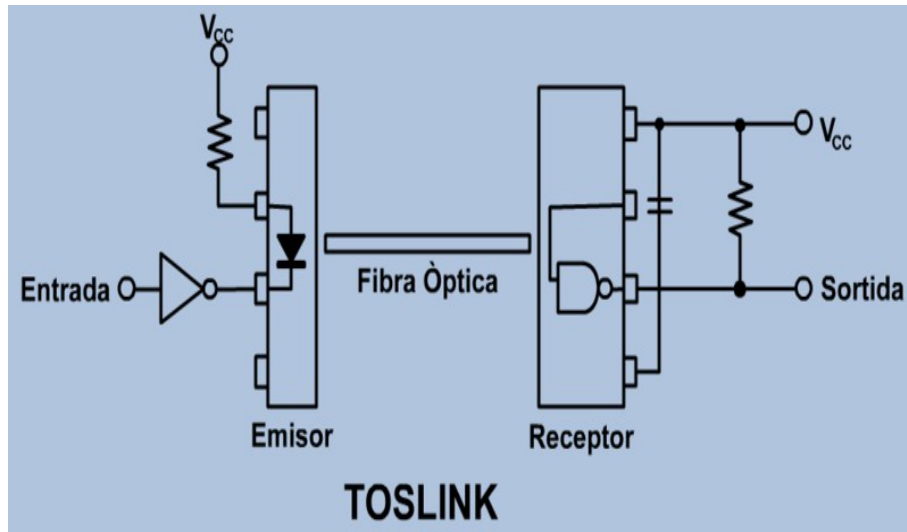 VCC
VCC
Entrada
Fibra Òptica
Sortida
Emisor
Receptor
TOSLINK